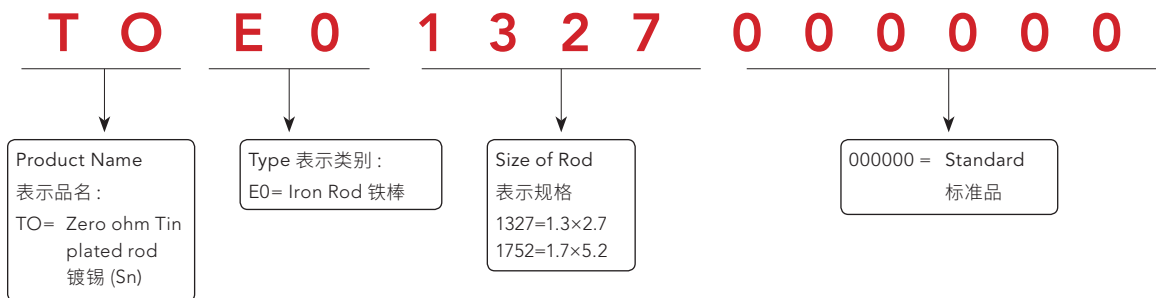 T O E 0 1 3 2 7 0 0 0 0 0 0
Product Name
表示品名 :
TO= Zero ohm Tin
plated rod
镀锡 (Sn)
Type 表示类别 :
E0= Iron Rod 铁棒
Size of Rod
表示规格
1327=1.3×2.7
1752=1.7×5.2
000000 = Standard
标准品